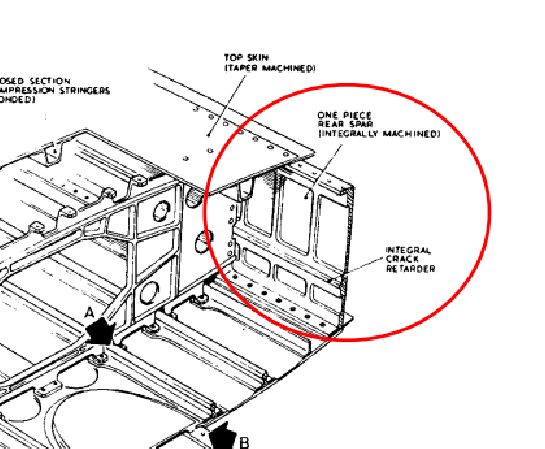 TOP SKIN
(TAPER MACHINED)
OSED SECTION
MPRESSION STRINGERS
ONDED)
ONE PIECE
REAR SPAR
(INTEGRALLY MACHINED)
INTEGRAL
CRACK
RETARDER
A
B